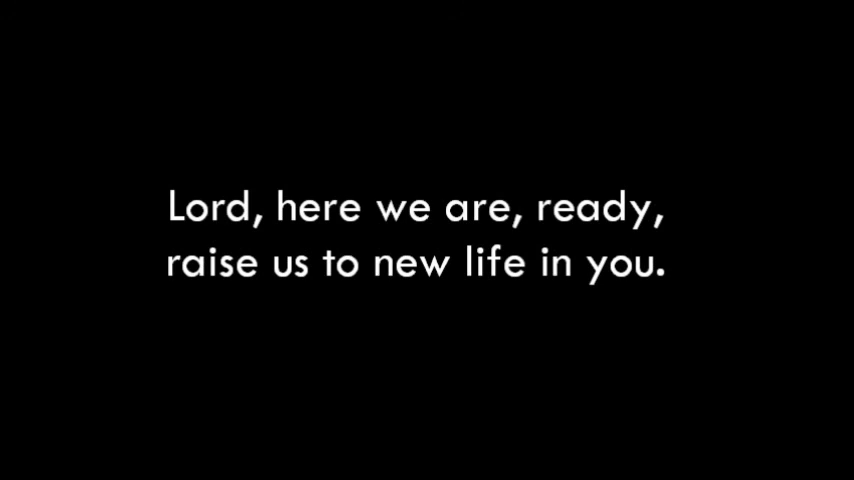 Lord, here we are, ready,
raise us to new life in you.